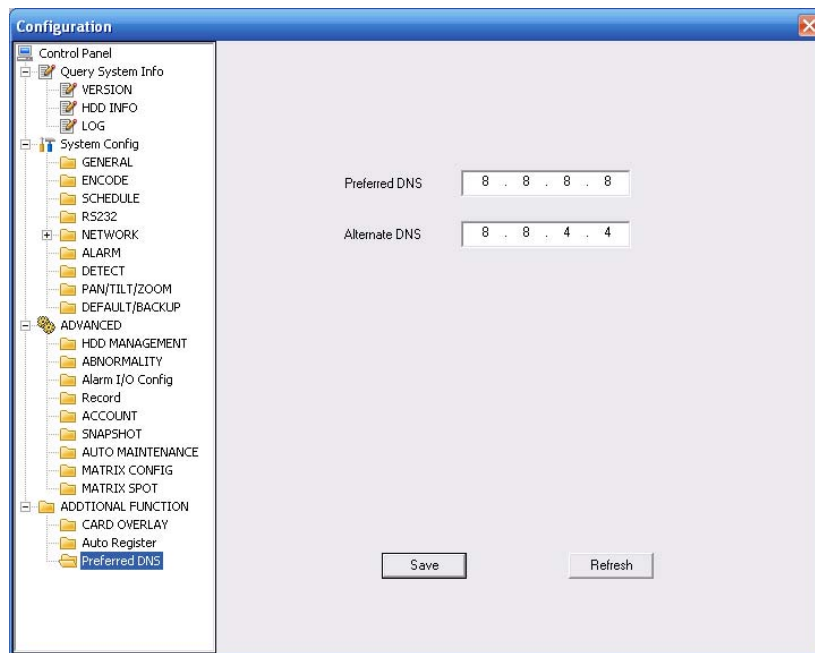 Configuration
Control Panel
Query System Info
VERSION
HDD INFO
LOG
System Config
GENERAL
ENCODE
SCHEDULE
RS232
NETWORK
ALARM
DETECT
PAN/TILT/ZOOM
DEFAULT/BACKUP
ADVANCED
HDD MANAGEMENT
ABNORMALITY
Alarm I/O Config
Record
ACCOUNT
SNAPSHOT
AUTO MAINTENANCE
MATRIX CONFIG
MATRIX SPOT
ADDTIONAL FUNCTION
CARD OVERLAY
Auto Register
Preferred DNS
Preferred DNS 8 . 8 . 8 . 8
Alternate DNS 8 . 8 . 4 . 4
Save Refresh